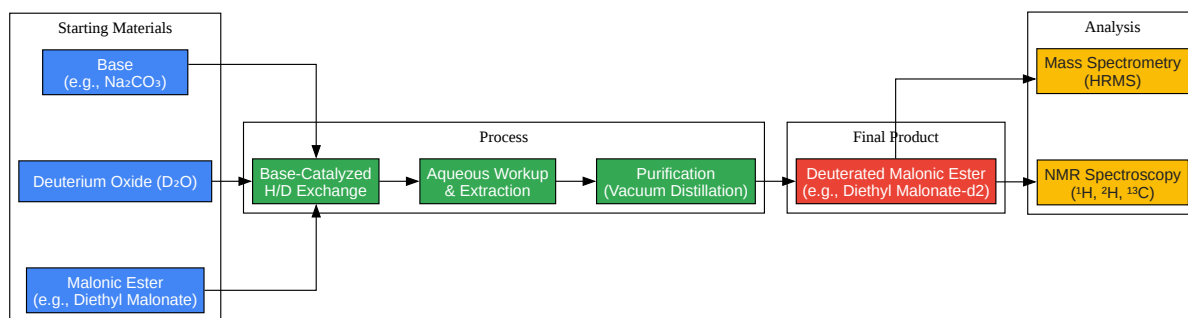 Starting Materials
Base
(e.g., Na₂CO₃)
Deuterium Oxide (D₂O)
Malonic Ester
(e.g., Diethyl Malonate)
Process
Base-Catalyzed
H/D Exchange
Aqueous Workup
& Extraction
Purification
(Vacuum Distillation)
Final Product
Deuterated Malonic Ester
(e.g., Diethyl Malonate-d2)
Analysis
Mass Spectrometry
(HRMS)
NMR Spectroscopy
(¹H, ²H, ¹³C)